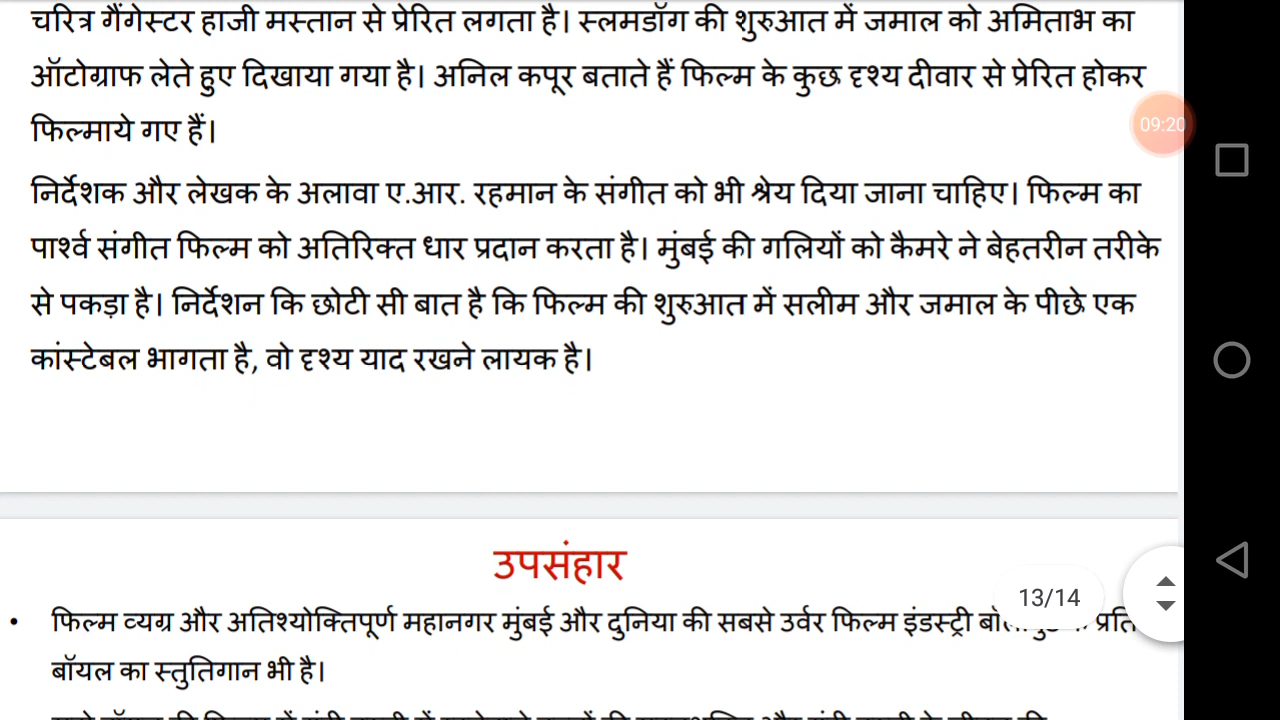 चरित्र गैंगेस्टर हाजी मस्तान से प्रेरित लगता है। स्लमडॉग की शुरुआत में जमाल को अमिताभ का
ऑटोग्राफ लेते हुए दिखाया गया है। अनिल कपूर बताते हैं फिल्म के कुछ दृश्य दीवार से प्रेरित होकर
फिल्माये गए हैं।
09:20
निर्देशक और लेखक के अलावा ए.आर. रहमान के संगीत को भी श्रेय दिया जाना चाहिए। फिल्म का
पार्श्व संगीत फिल्म को अतिरिक्त धार प्रदान करता है। मुंबई की गलियों को कैमरे ने बेहतरीन तरीके
से पकड़ा है। निर्देशन कि छोटी सी बात है कि फिल्म की शुरुआत में सलीम और जमाल के पीछे एक
कांस्टेबल भागता है, वो दृश्य याद रखने लायक है।
उपसंहार
13/14
• फिल्म व्यग्र और अतिश्योक्तिपूर्ण महानगर मुंबई और दुनिया की सबसे उर्वर फिल्म इंडस्ट्री प्रति
बॉयल का स्तुतिगान भी है।